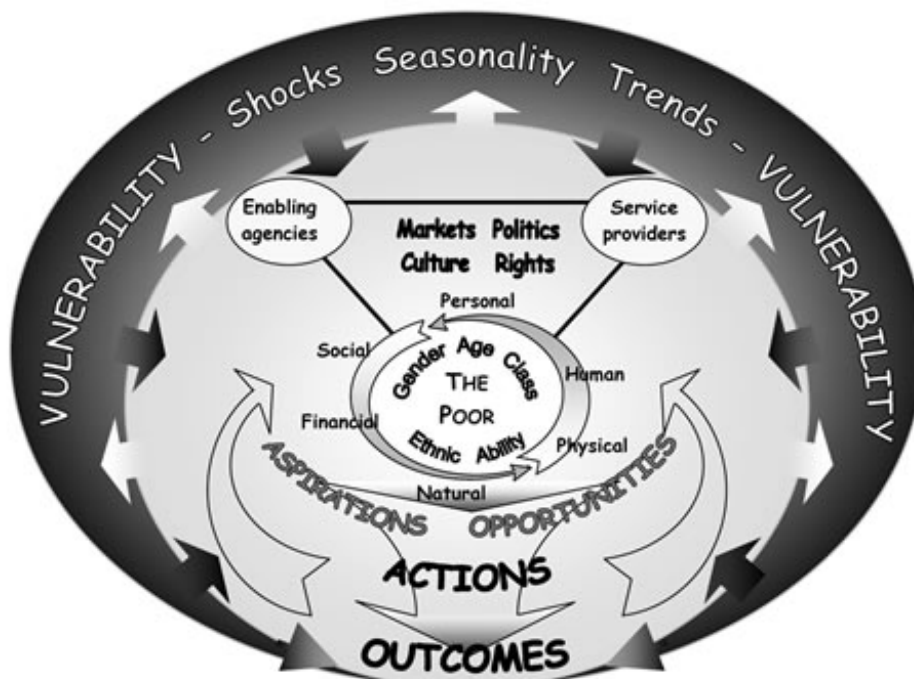 VULNERABILITY - Shocks Seasonality Trends - VULNERABILITY
Enabling
agencies
Service
providers
Markets Politics
Culture Rights
Personal
Social
Human
Financial
Physical
Natural
Gender Age Class
THE
POOR
Ethnic Ability
ASPIRATIONS OPPORTUNITIES
ACTIONS
OUTCOMES